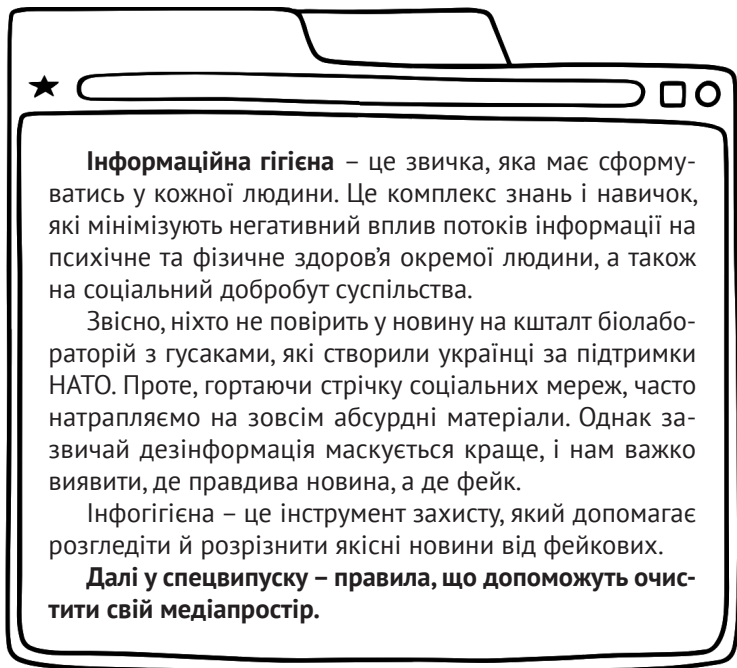 Інформаційна гігієна – це звичка, яка має сформу-
ватись у кожної людини. Це комплекс знань і навичок,
які мінімізують негативний вплив потоків інформації на
психічне та фізичне здоров’я окремої людини, а також
на соціальний добробут суспільства.
Звісно, ніхто не повірить у новину на кшталт біолабо-
раторій з гусаками, які створили українці за підтримки
НАТО. Проте, гортаючи стрічку соціальних мереж, часто
натрапляємо на зовсім абсурдні матеріали. Однак за-
звичай дезінформація маскується краще, і нам важко
виявити, де правдива новина, а де фейк.
Інфогігієна – це інструмент захисту, який допомагає
розгледіти й розрізнити якісні новини від фейкових.
Далі у спецвипуску – правила, що допоможуть очис-
тити свій медіапростір.